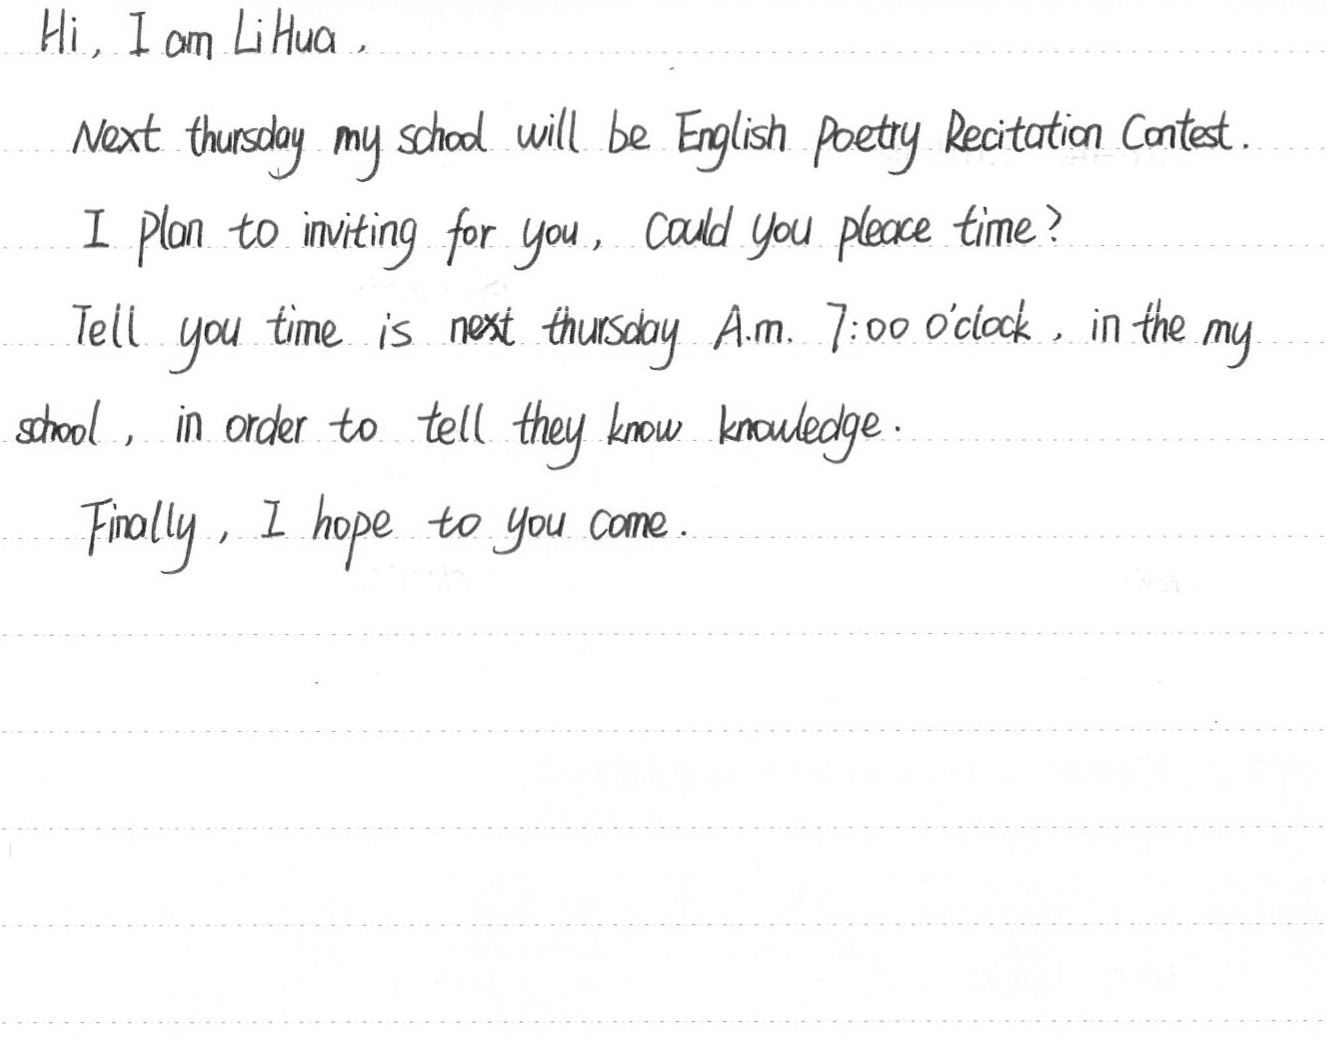 Hi, I am Li Hua.
Next thursday my school will be English Poetry Recitation Contest.
I plan to inviting for you, Could you pleace time?
Tell you time is next thursday A.m. 7:00 o'clock, in the my
school, in order to tell they know knowledge.
Finally, I hope to you come.